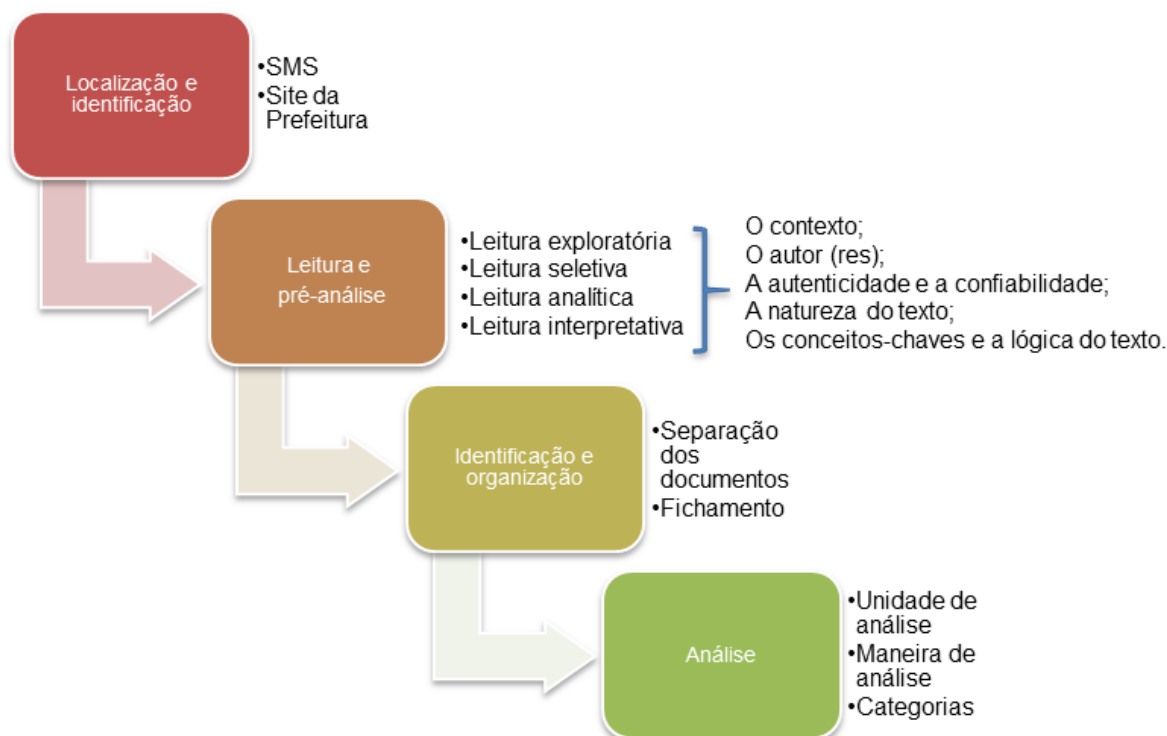 Localização e
identificação
•SMS
•Site da
Prefeitura
Leitura e
pré-análise
•Leitura exploratória
•Leitura seletiva
•Leitura analítica
•Leitura interpretativa
O contexto;
O autor (res);
A autenticidade e a confiabilidade;
A natureza do texto;
Os conceitos-chaves e a lógica do texto.
Identificação e
organização
•Separação
dos
documentos
•Fichamento
Análise
•Unidade de
análise
•Maneira de
análise
•Categorias